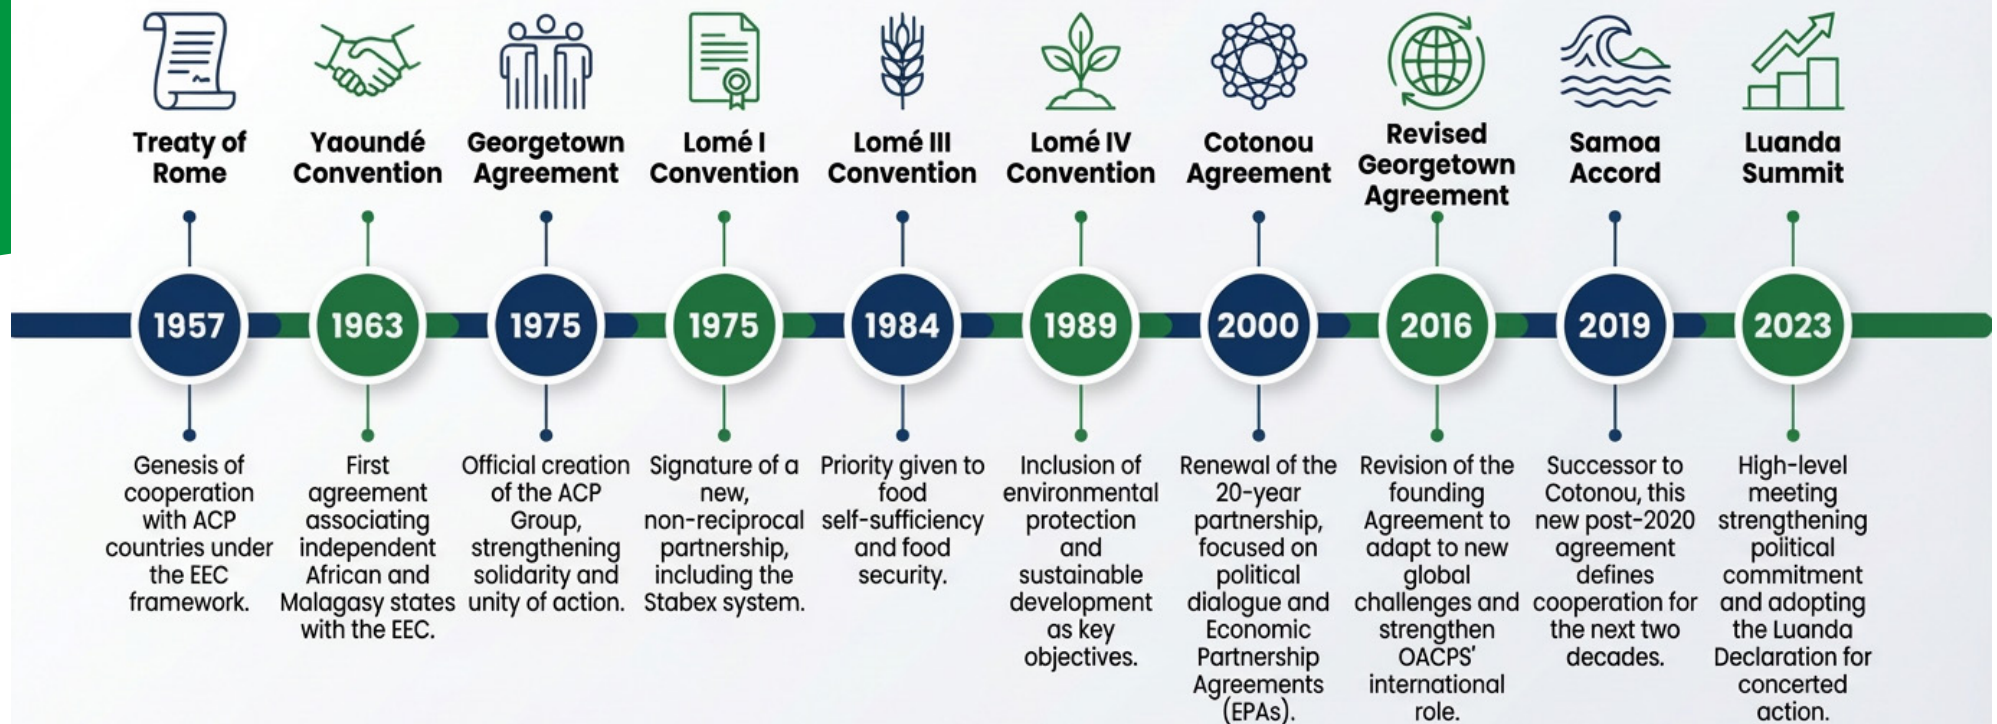 Treaty of
Rome
Yaoundé
Convention
Georgetown
Agreement
Lomé I
Convention
Lomé III
Convention
Lomé IV
Convention
Cotonou
Agreement
Revised
Georgetown
Agreement
Samoa
Accord
Luanda
Summit
1957
1963
1975
1975
1984
1989
2000
2016
2019
2023
Genesis of
cooperation
with ACP
countries under
the EEC
framework.
First
agreement
associating
independent
African and
Malagasy states
with the EEC.
Official creation
of the ACP
Group,
strengthening
solidarity and
unity of action.
Signature of a
new,
non-reciprocal
partnership,
including the
Stabex system.
Priority given to
food
self-sufficiency
and food
security.
Inclusion of
environmental
protection
and
sustainable
development
as key
objectives.
Renewal of the
20-year
partnership,
focused on
political
dialogue and
Economic
Partnership
Agreements
(EPAs).
Revision of the
founding
Agreement to
adapt to new
global
challenges and
strengthen
OACPS'
international
role.
Successor to
Cotonou, this
new post-2020
agreement
defines
cooperation for
the next two
decades.
High-level
meeting
strengthening
political
commitment
and adopting
the Luanda
Declaration for
concerted
action.